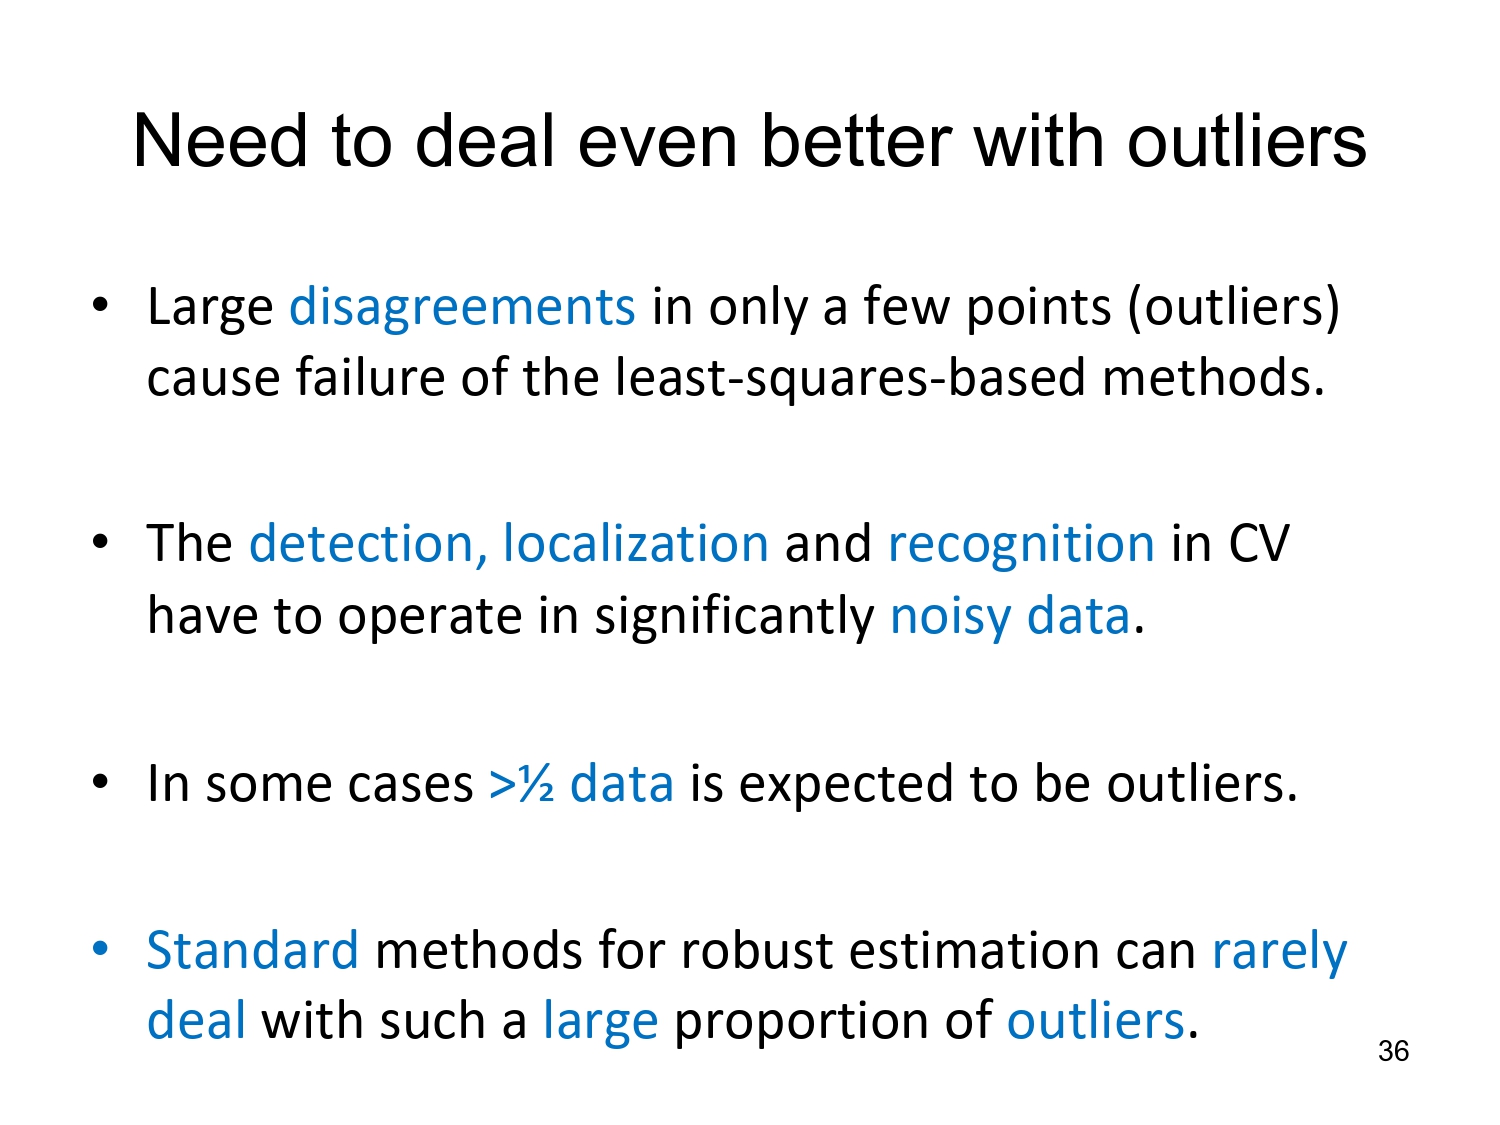 Need to deal even better with outliers
• Large disagreements in only a few points (outliers)
cause failure of the least-squares-based methods.
• The detection, localization and recognition in CV
have to operate in significantly noisy data.
• In some cases >½ data is expected to be outliers.
• Standard methods for robust estimation can rarely
deal with such a large proportion of outliers.
36